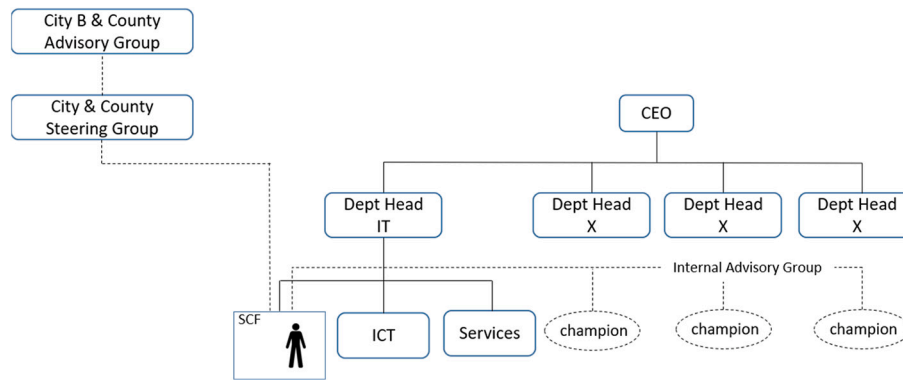 City B & County
Advisory Group
City & County
Steering Group
CEO
Dept Head
IT
Dept Head
X
Dept Head
X
Dept Head
X
Internal Advisory Group
SCF
ICT
Services
champion
champion
champion